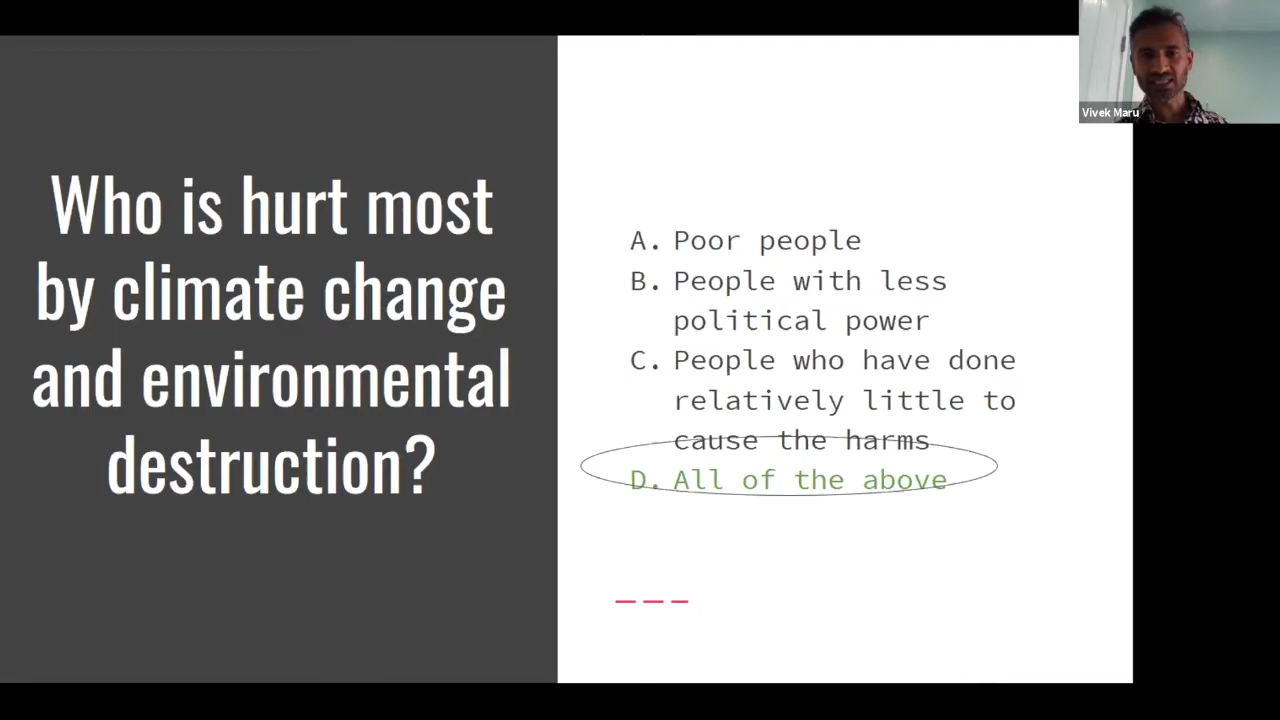 Who is hurt most
by climate change
and environmental
destruction?
A. Poor people
B. People with less
political power
C. People who have done
relatively little to
cause the harms
D. All of the above
Vivek Maru